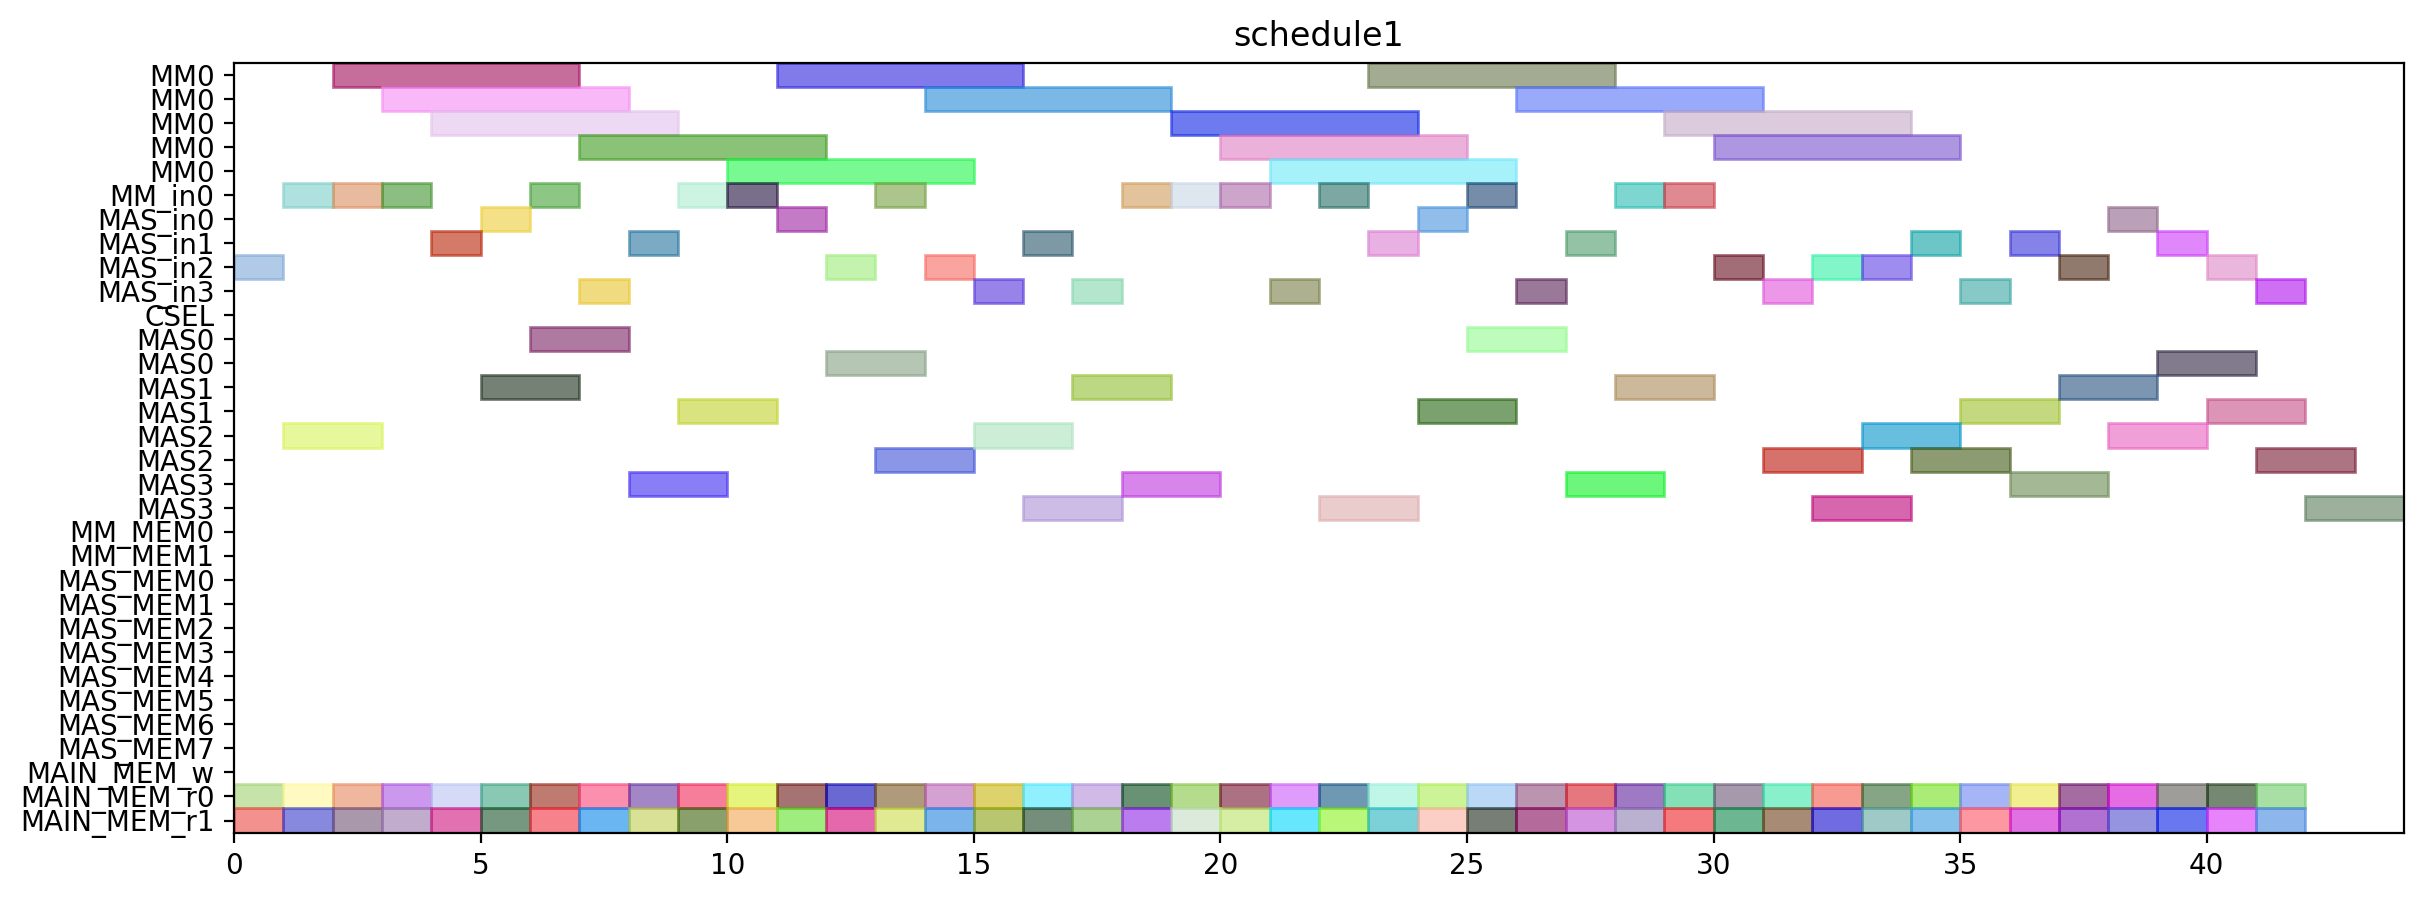 schedule1
MM0
MM0
MM0
MM0
MM0
MM_in0
MAS_in0
MAS_in1
MAS_in2
MAS_in3
CSEL
MAS0
MAS0
MAS1
MAS1
MAS2
MAS2
MAS3
MAS3
MM_MEM0
MM_MEM1
MAS_MEM0
MAS_MEM1
MAS_MEM2
MAS_MEM3
MAS_MEM4
MAS_MEM5
MAS_MEM6
MAS_MEM7
MAIN_MEM_w
MAIN_MEM_r0
MAIN_MEM_r1
0 5 10 15 20 25 30 35 40